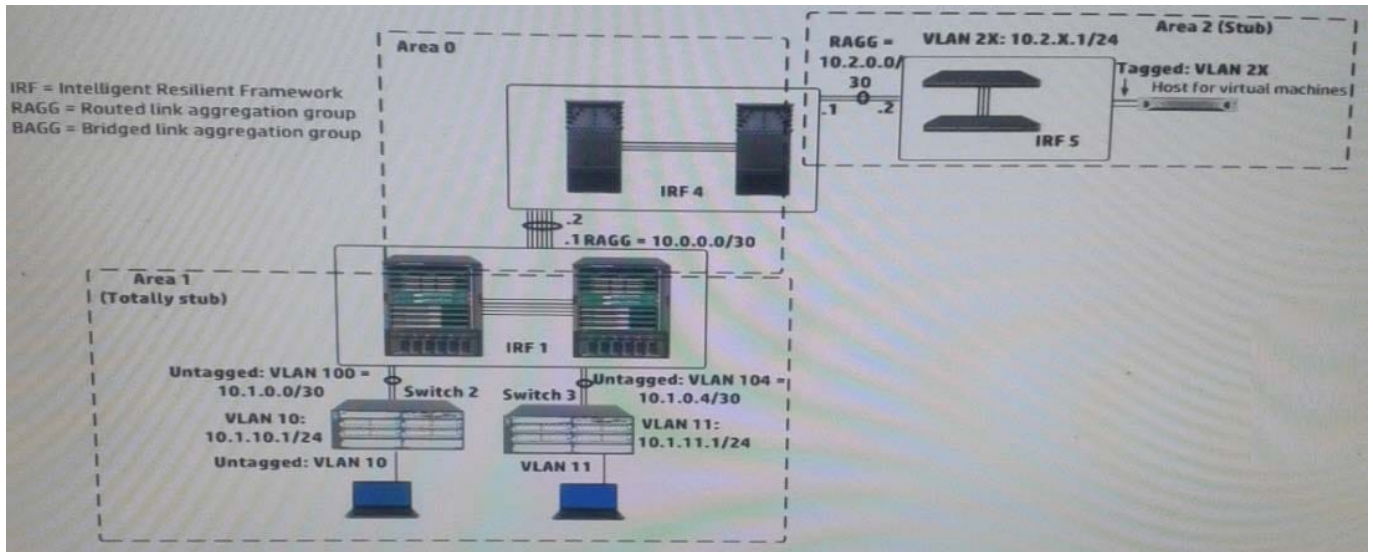 Area 0
Area 2 (Stub)
RAGG =
10.2.0.0/
30
VLAN 2X: 10.2.X.1/24
Tagged: VLAN 2X
Host for virtual machines
.1
.2
IRF 5
IRF = Intelligent Resilient Framework
RAGG = Routed link aggregation group
BAGG = Bridged link aggregation group
IRF 4
.2
.1 RAGG = 10.0.0.0/30
Area 1
(Totally stub)
IRF 1
Untagged: VLAN 100 =
10.1.0.0/30
Switch 2
Switch 3
Untagged: VLAN 104 =
10.1.0.4/30
VLAN 10:
10.1.10.1/24
VLAN 11:
10.1.11.1/24
Untagged: VLAN 10
VLAN 11